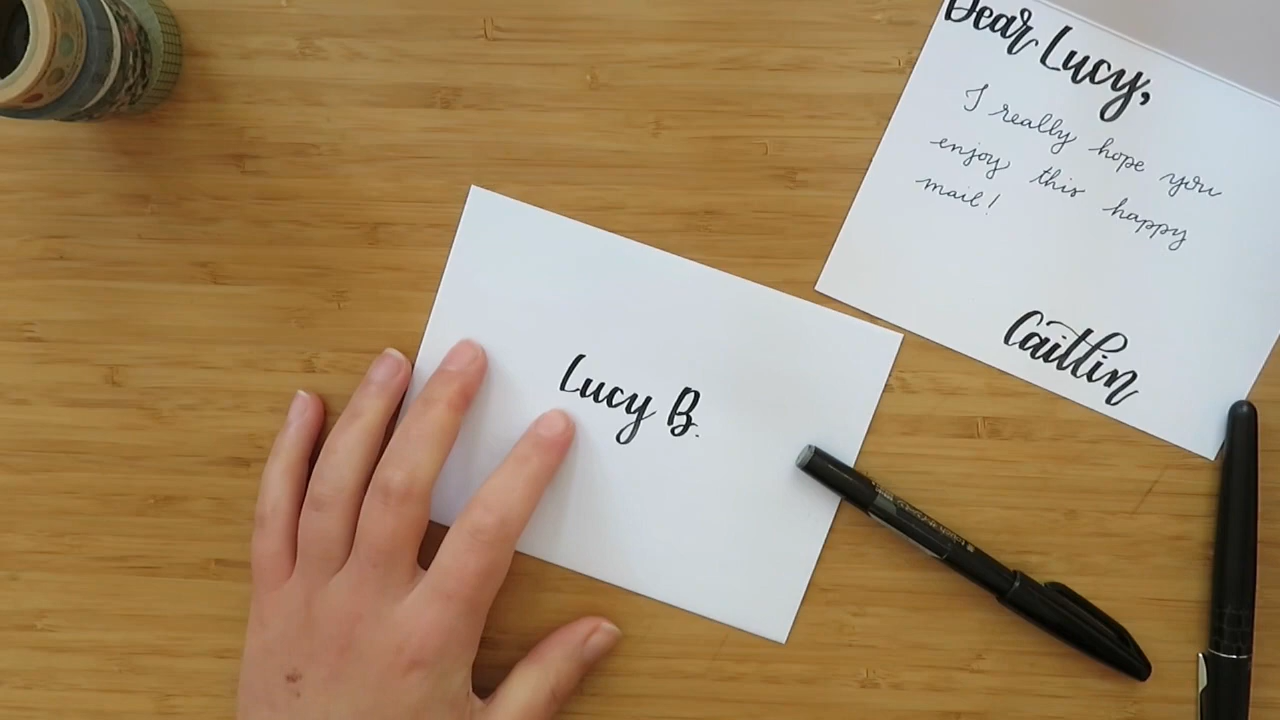 Dear Lucy,
I really hope you
enjoy this happy
mail!
Caitlin
Lucy B.